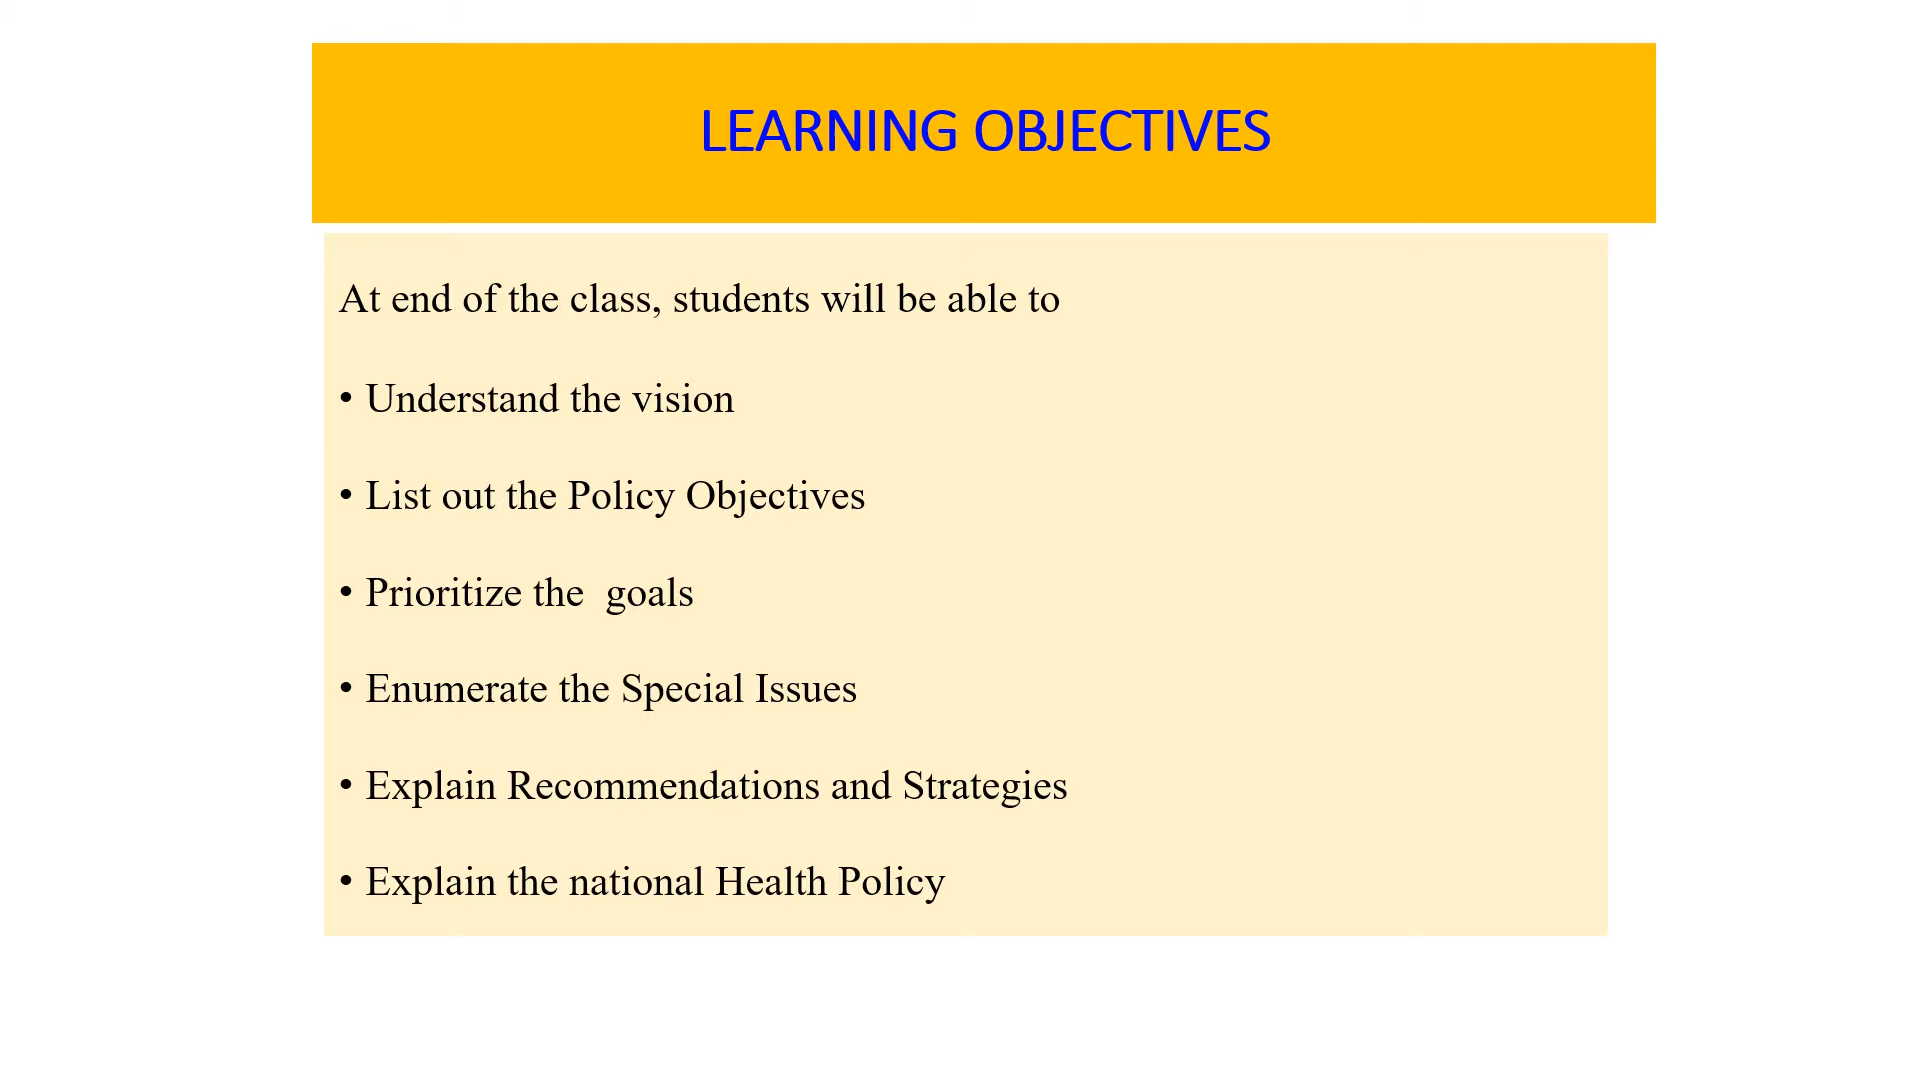 LEARNING OBJECTIVES
At end of the class, students will be able to
• Understand the vision
• List out the Policy Objectives
• Prioritize the  goals
• Enumerate the Special Issues
• Explain Recommendations and Strategies
• Explain the national Health Policy